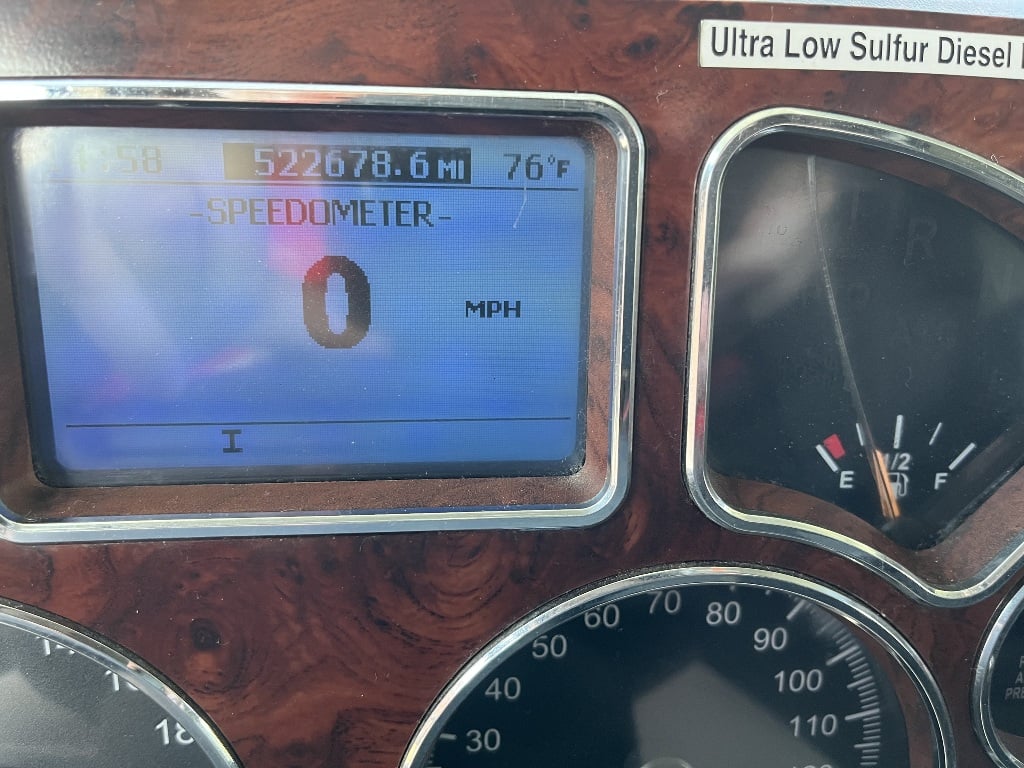 Ultra Low Sulfur Diesel
522678.6 MI 76°F
-SPEEDOMETER-
0 MPH
I
1/2
E F
60 70 80
50 90
40 100
30 110